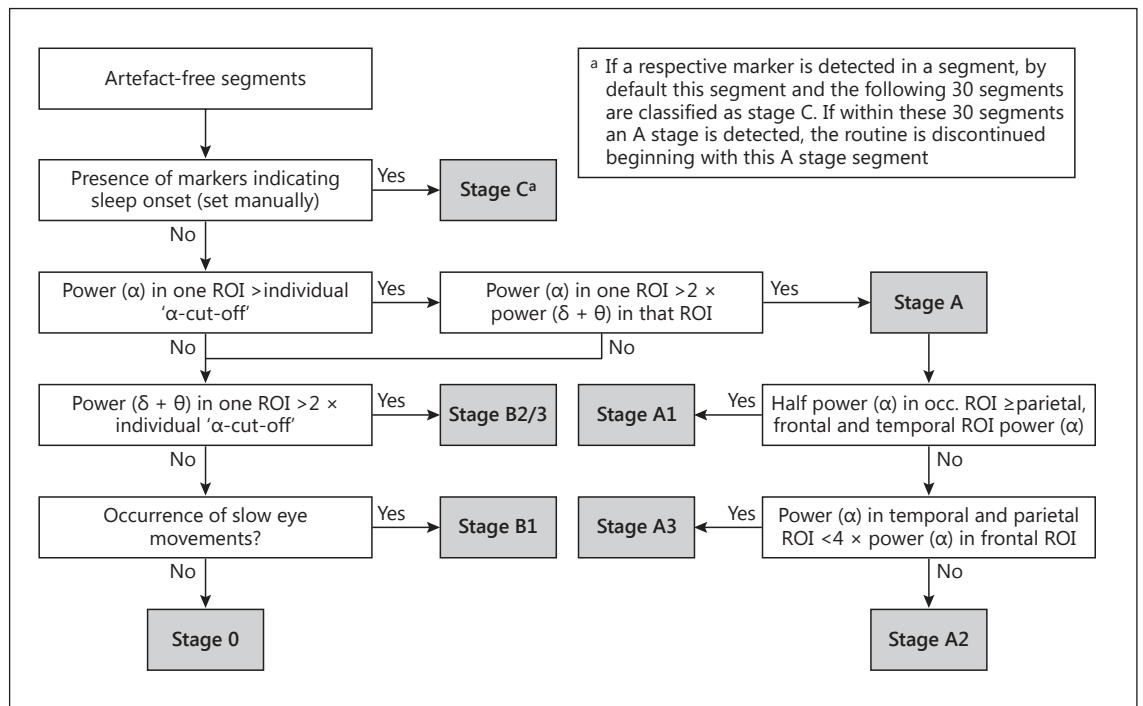 Artefact-free segments
ᵃ If a respective marker is detected in a segment, by
default this segment and the following 30 segments
are classified as stage C. If within these 30 segments
an A stage is detected, the routine is discontinued
beginning with this A stage segment
Presence of markers indicating
sleep onset (set manually)
Yes
Stage Cᵃ
No
Power (α) in one ROI >individual
‘α-cut-off’
Yes
Power (α) in one ROI >2 ×
power (δ + θ) in that ROI
Yes
Stage A
No
No
Power (δ + θ) in one ROI >2 ×
individual ‘α-cut-off’
Yes
Stage B2/3
Stage A1
Yes
Half power (α) in occ. ROI ≥parietal,
frontal and temporal ROI power (α)
No
No
Occurrence of slow eye
movements?
Yes
Stage B1
Stage A3
Yes
Power (α) in temporal and parietal
ROI <4 × power (α) in frontal ROI
No
No
Stage 0
Stage A2